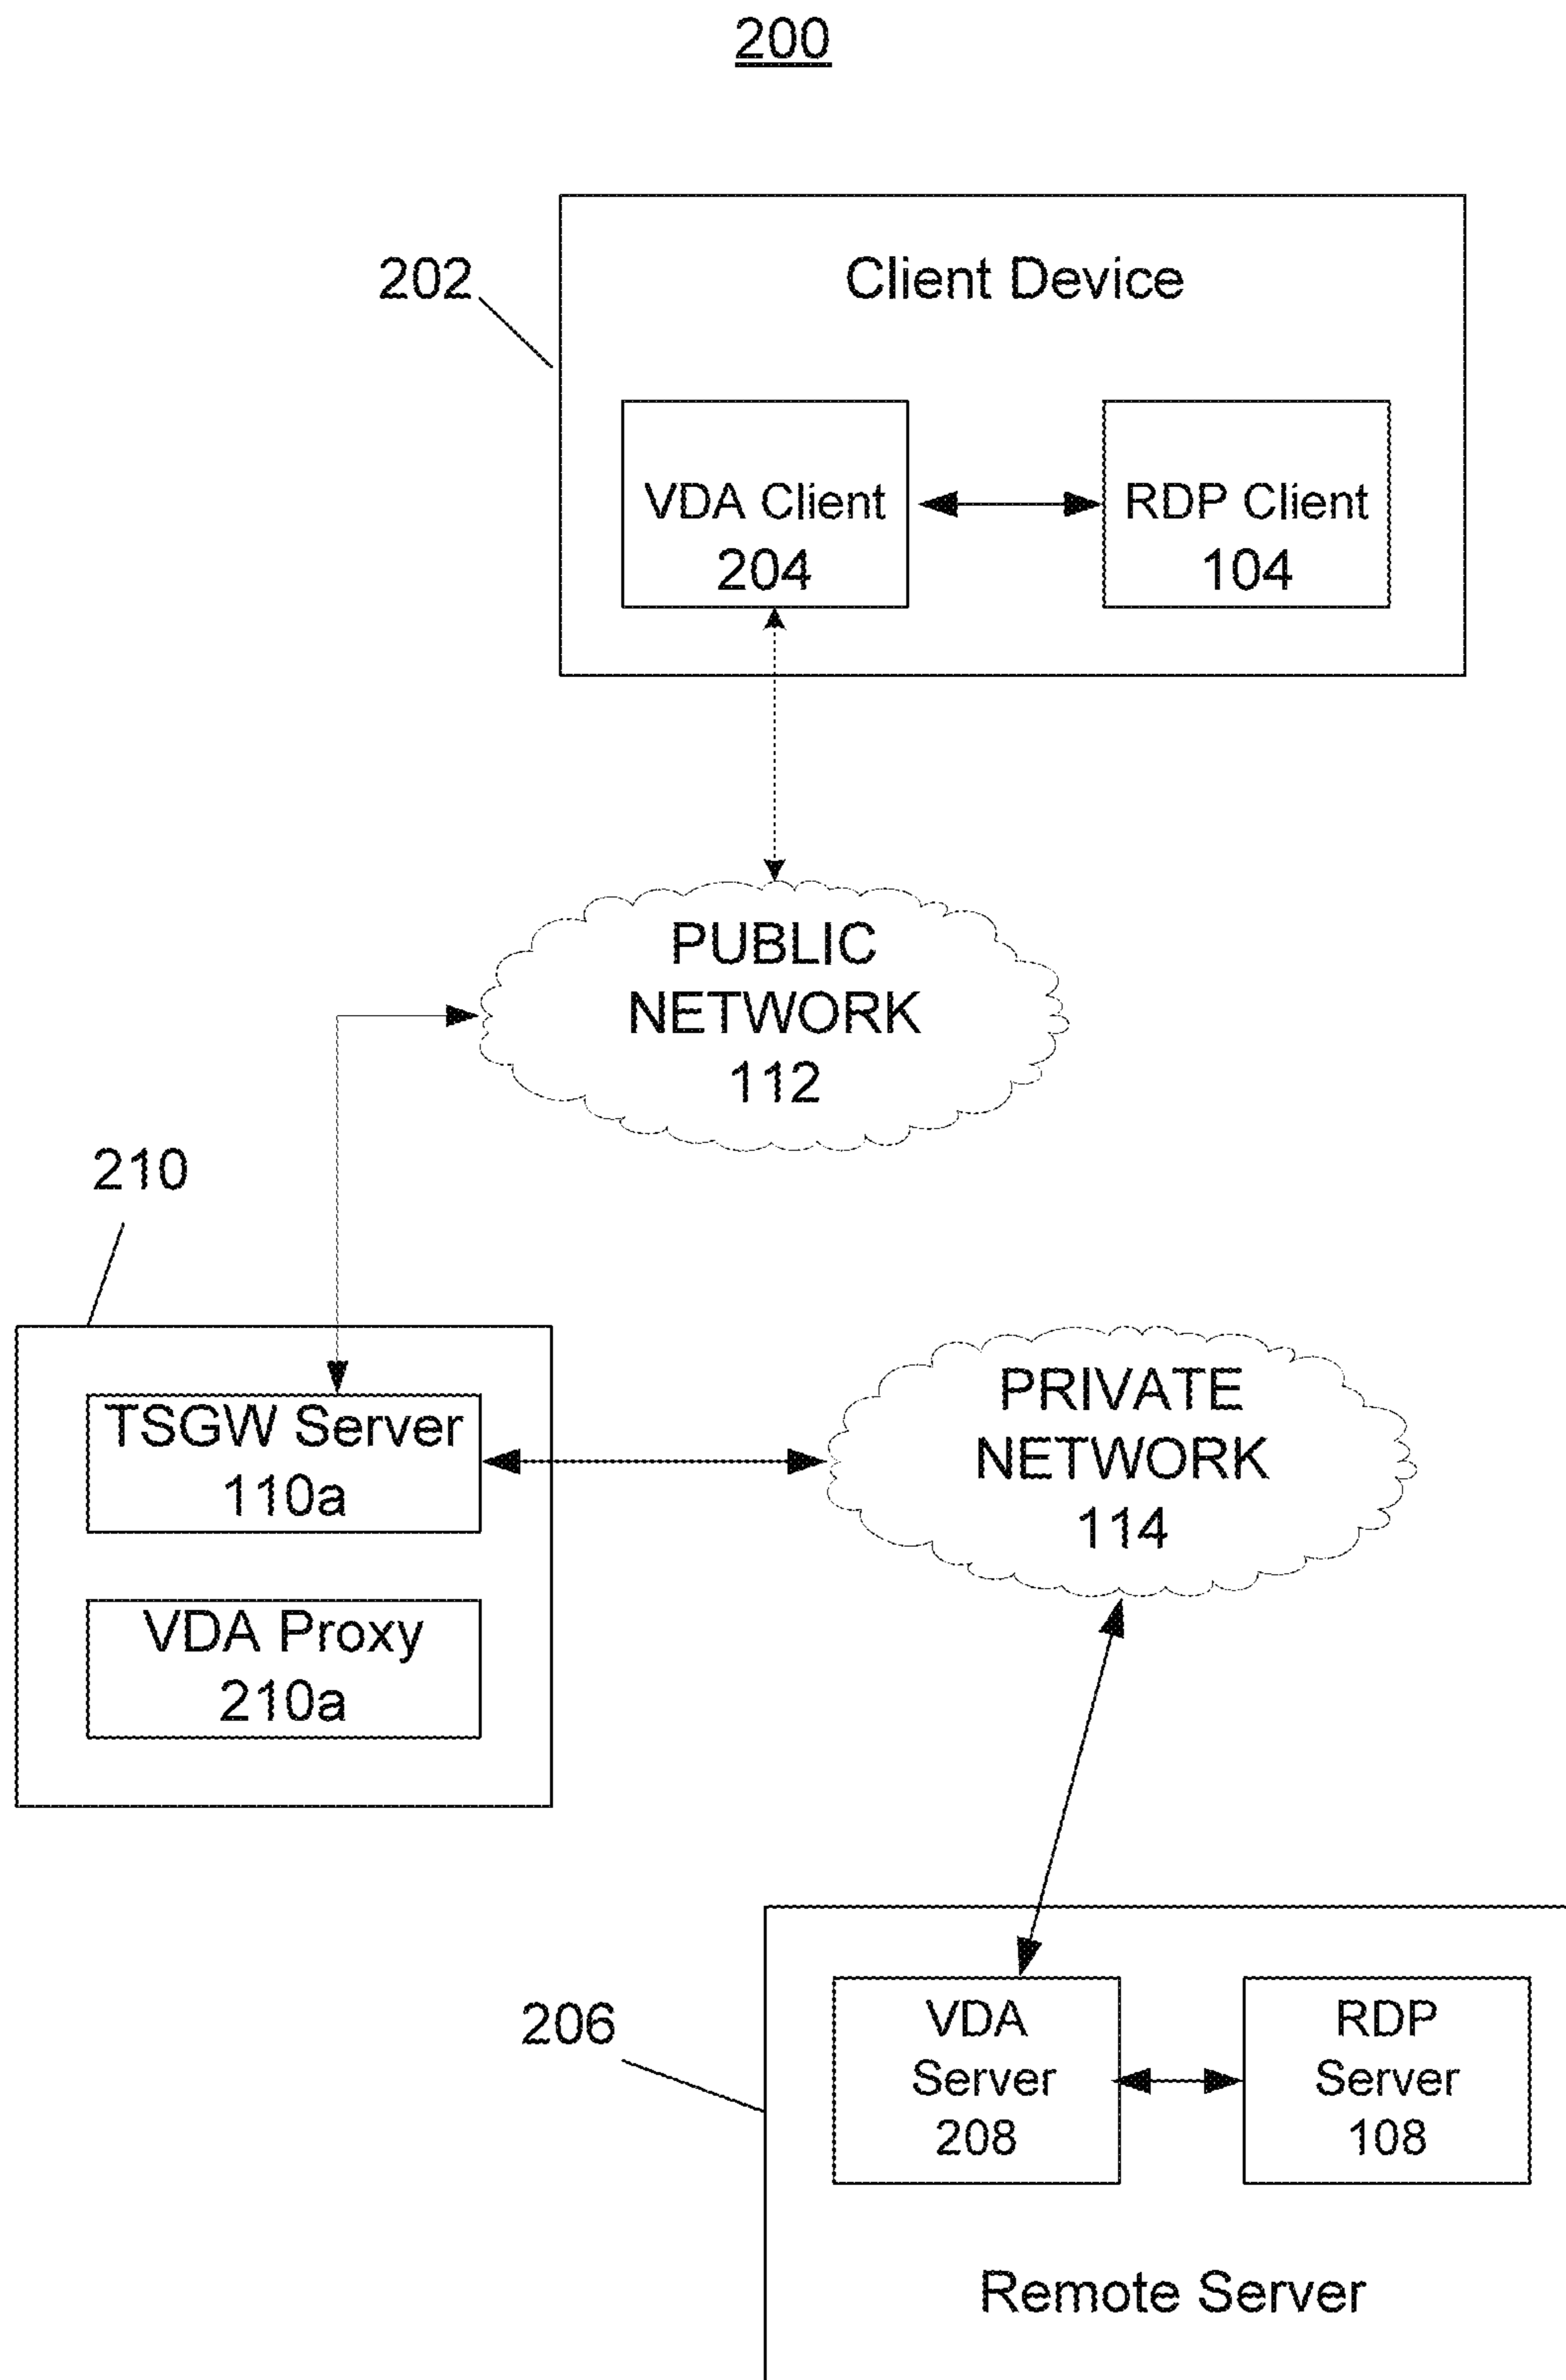 200
202
Client Device
VDA Client
204
RDP Client
104
PUBLIC
NETWORK
112
210
TSGW Server
110a
VDA Proxy
210a
PRIVATE
NETWORK
114
206
VDA
Server
208
RDP
Server
108
Remote Server